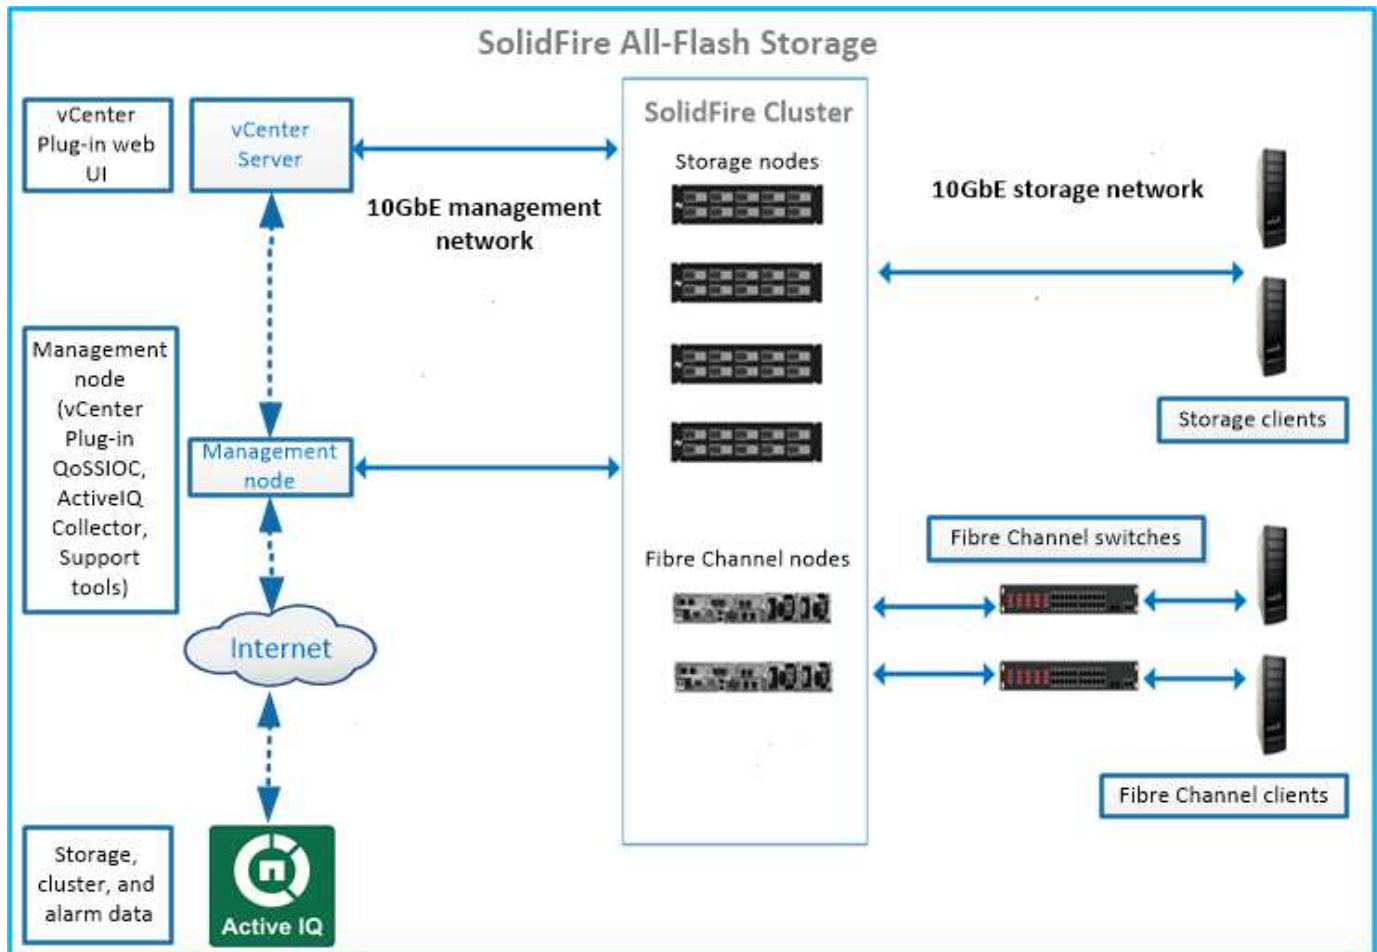 SolidFire All-Flash Storage
vCenter
Plug-in web
UI
vCenter
Server
10GbE management
network
SolidFire Cluster
Storage nodes
10GbE storage network
Storage clients
Management
node
(vCenter
Plug-in
QoSSIOC,
ActiveIQ
Collector,
Support
tools)
Management
node
Fibre Channel nodes
Fibre Channel switches
Internet
Fibre Channel clients
Storage,
cluster, and
alarm data
Active IQ